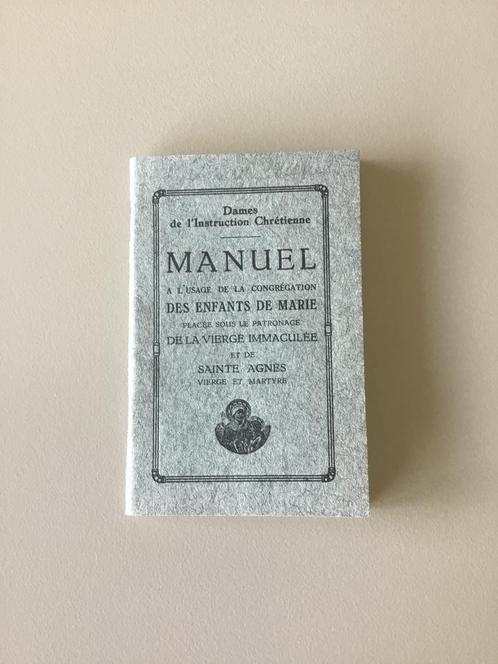 Dames
de l'Instruction Chrétienne
MANUEL
A L'USAGE DE LA CONGRÉGATION
DES ENFANTS DE MARIE
PLACÉE SOUS LE PATRONAGE
DE LA VIERGE IMMACULÉE
ET DE
SAINTE AGNÈS
VIERGE ET MARTYRE